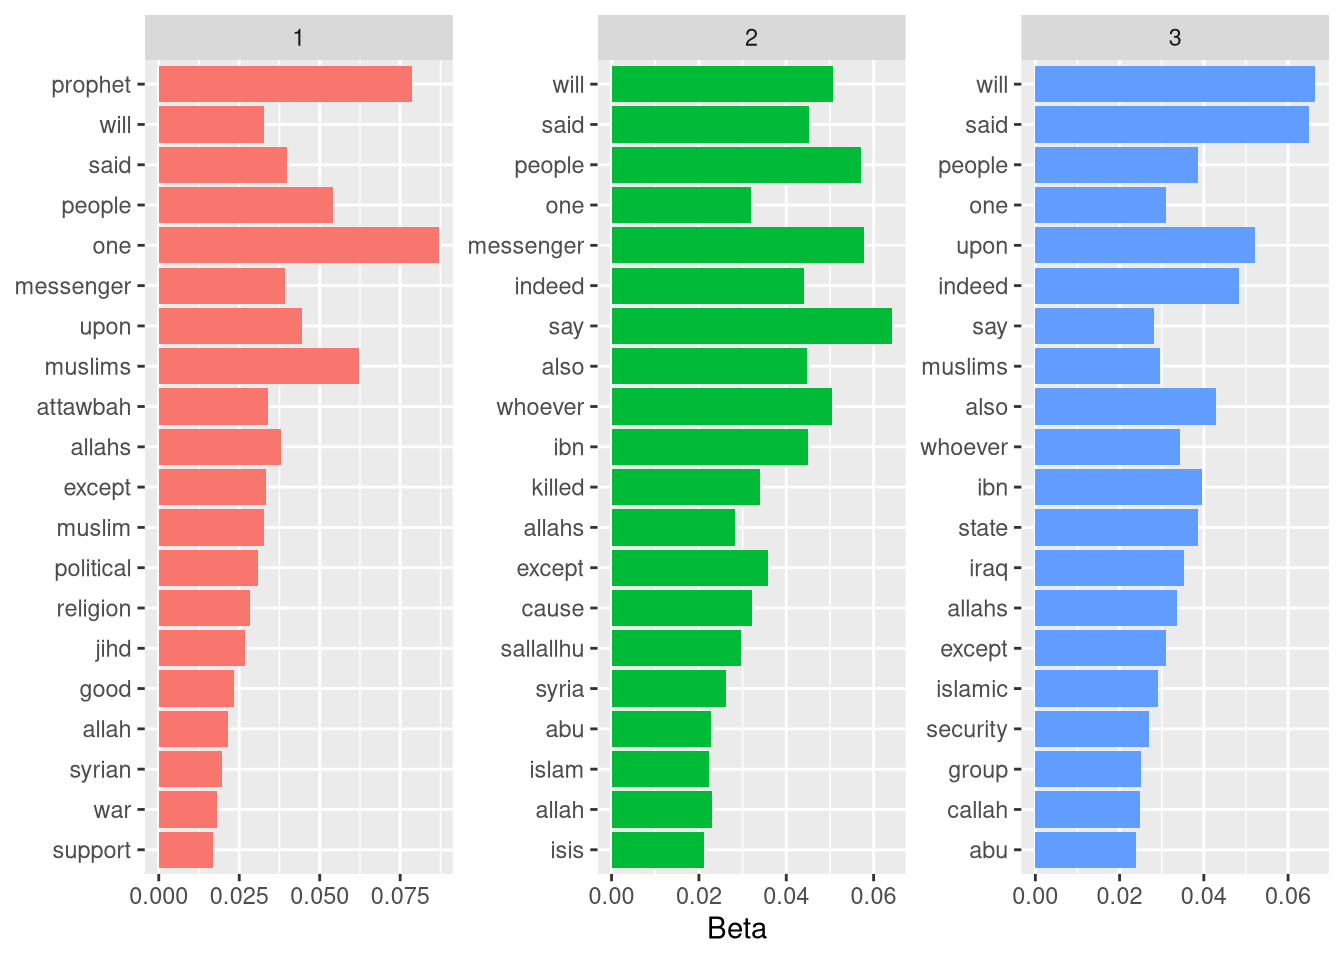 1
prophet
will
said
people
one
messenger
upon
muslims
attawbah
allahs
except
muslim
political
religion
jihd
good
allah
syrian
war
support
0.000 0.025 0.050 0.075
2
will
said
people
one
messenger
indeed
say
also
whoever
ibn
killed
allahs
except
cause
sallallhu
syria
abu
islam
allah
isis
0.00 0.02 0.04 0.06
3
will
said
people
one
upon
indeed
say
muslims
also
whoever
ibn
state
iraq
allahs
except
islamic
security
group
callah
abu
0.00 0.02 0.04 0.06
Beta